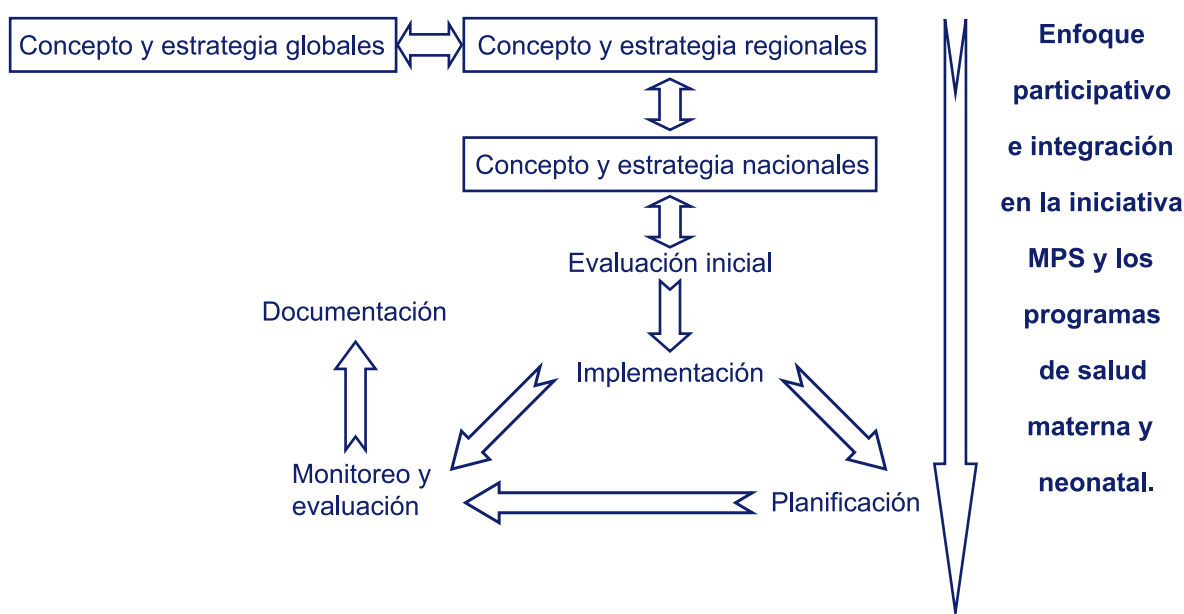 Concepto y estrategia globales
Concepto y estrategia regionales
Concepto y estrategia nacionales
Evaluación inicial
Documentación
Implementación
Monitoreo y
evaluación
Planificación
Enfoque
participativo
e integración
en la iniciativa
MPS y los
programas
de salud
materna y
neonatal.